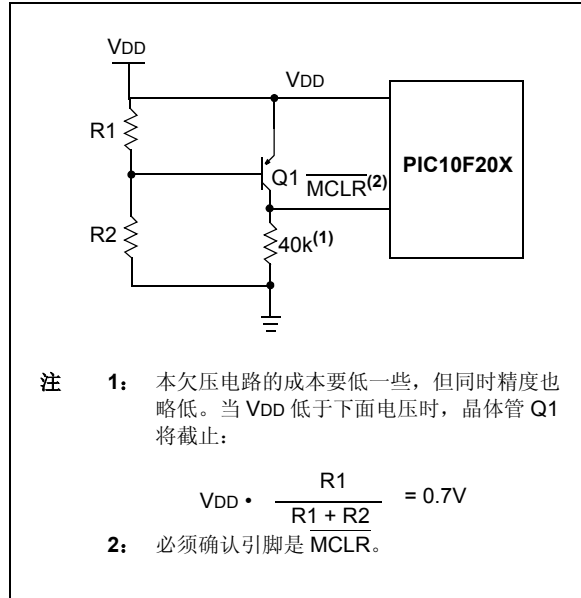 VDD
VDD
R1
Q1
MCLR(2)
PIC10F20X
R2
40k(1)
注 1： 本欠压电路的成本要低一些，但同时精度也
略低。当 VDD 低于下面电压时，晶体管 Q1
将截止：
VDD • R1 / R1 + R2 = 0.7V
2： 必须确认引脚是 MCLR。